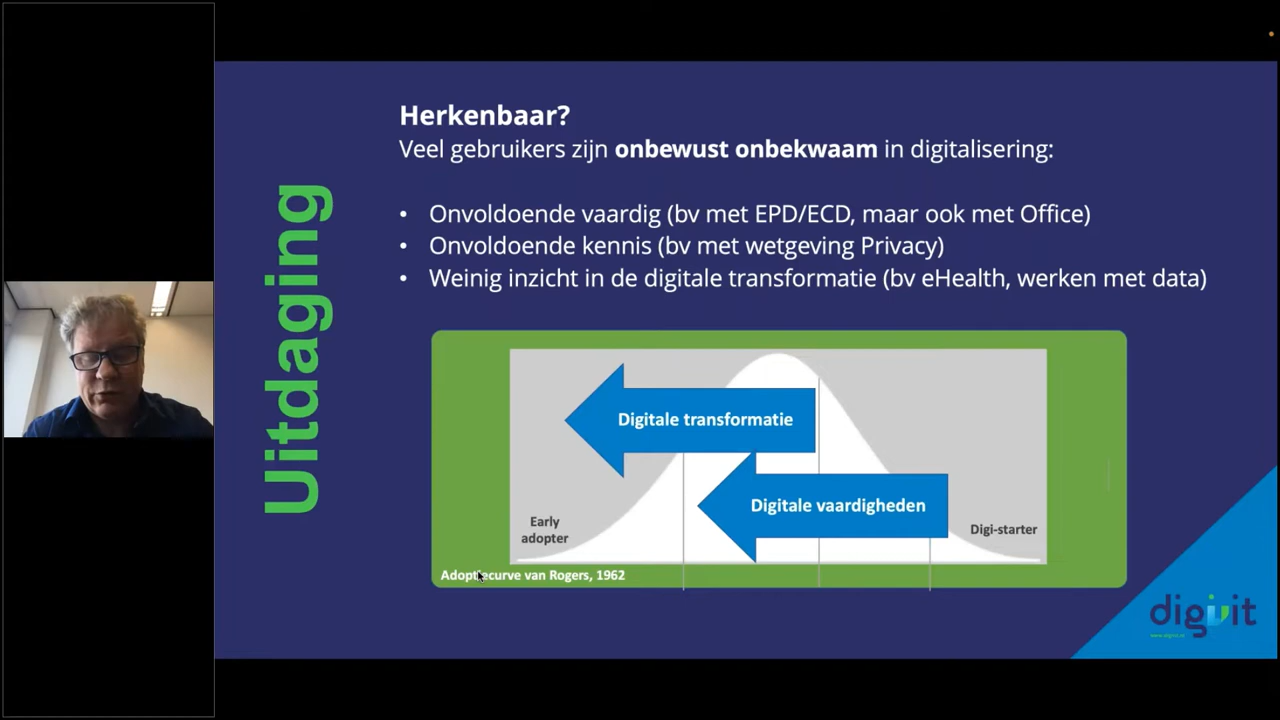 Uitdaging
Herkenbaar?
Veel gebruikers zijn onbewust onbekwaam in digitalisering:
• Onvoldoende vaardig (bv met EPD/ECD, maar ook met Office)
• Onvoldoende kennis (bv met wetgeving Privacy)
• Weinig inzicht in de digitale transformatie (bv eHealth, werken met data)
Digitale transformatie
Digitale vaardigheden
Early
adopter
Digi-starter
Adoptiecurve van Rogers, 1962
digivit